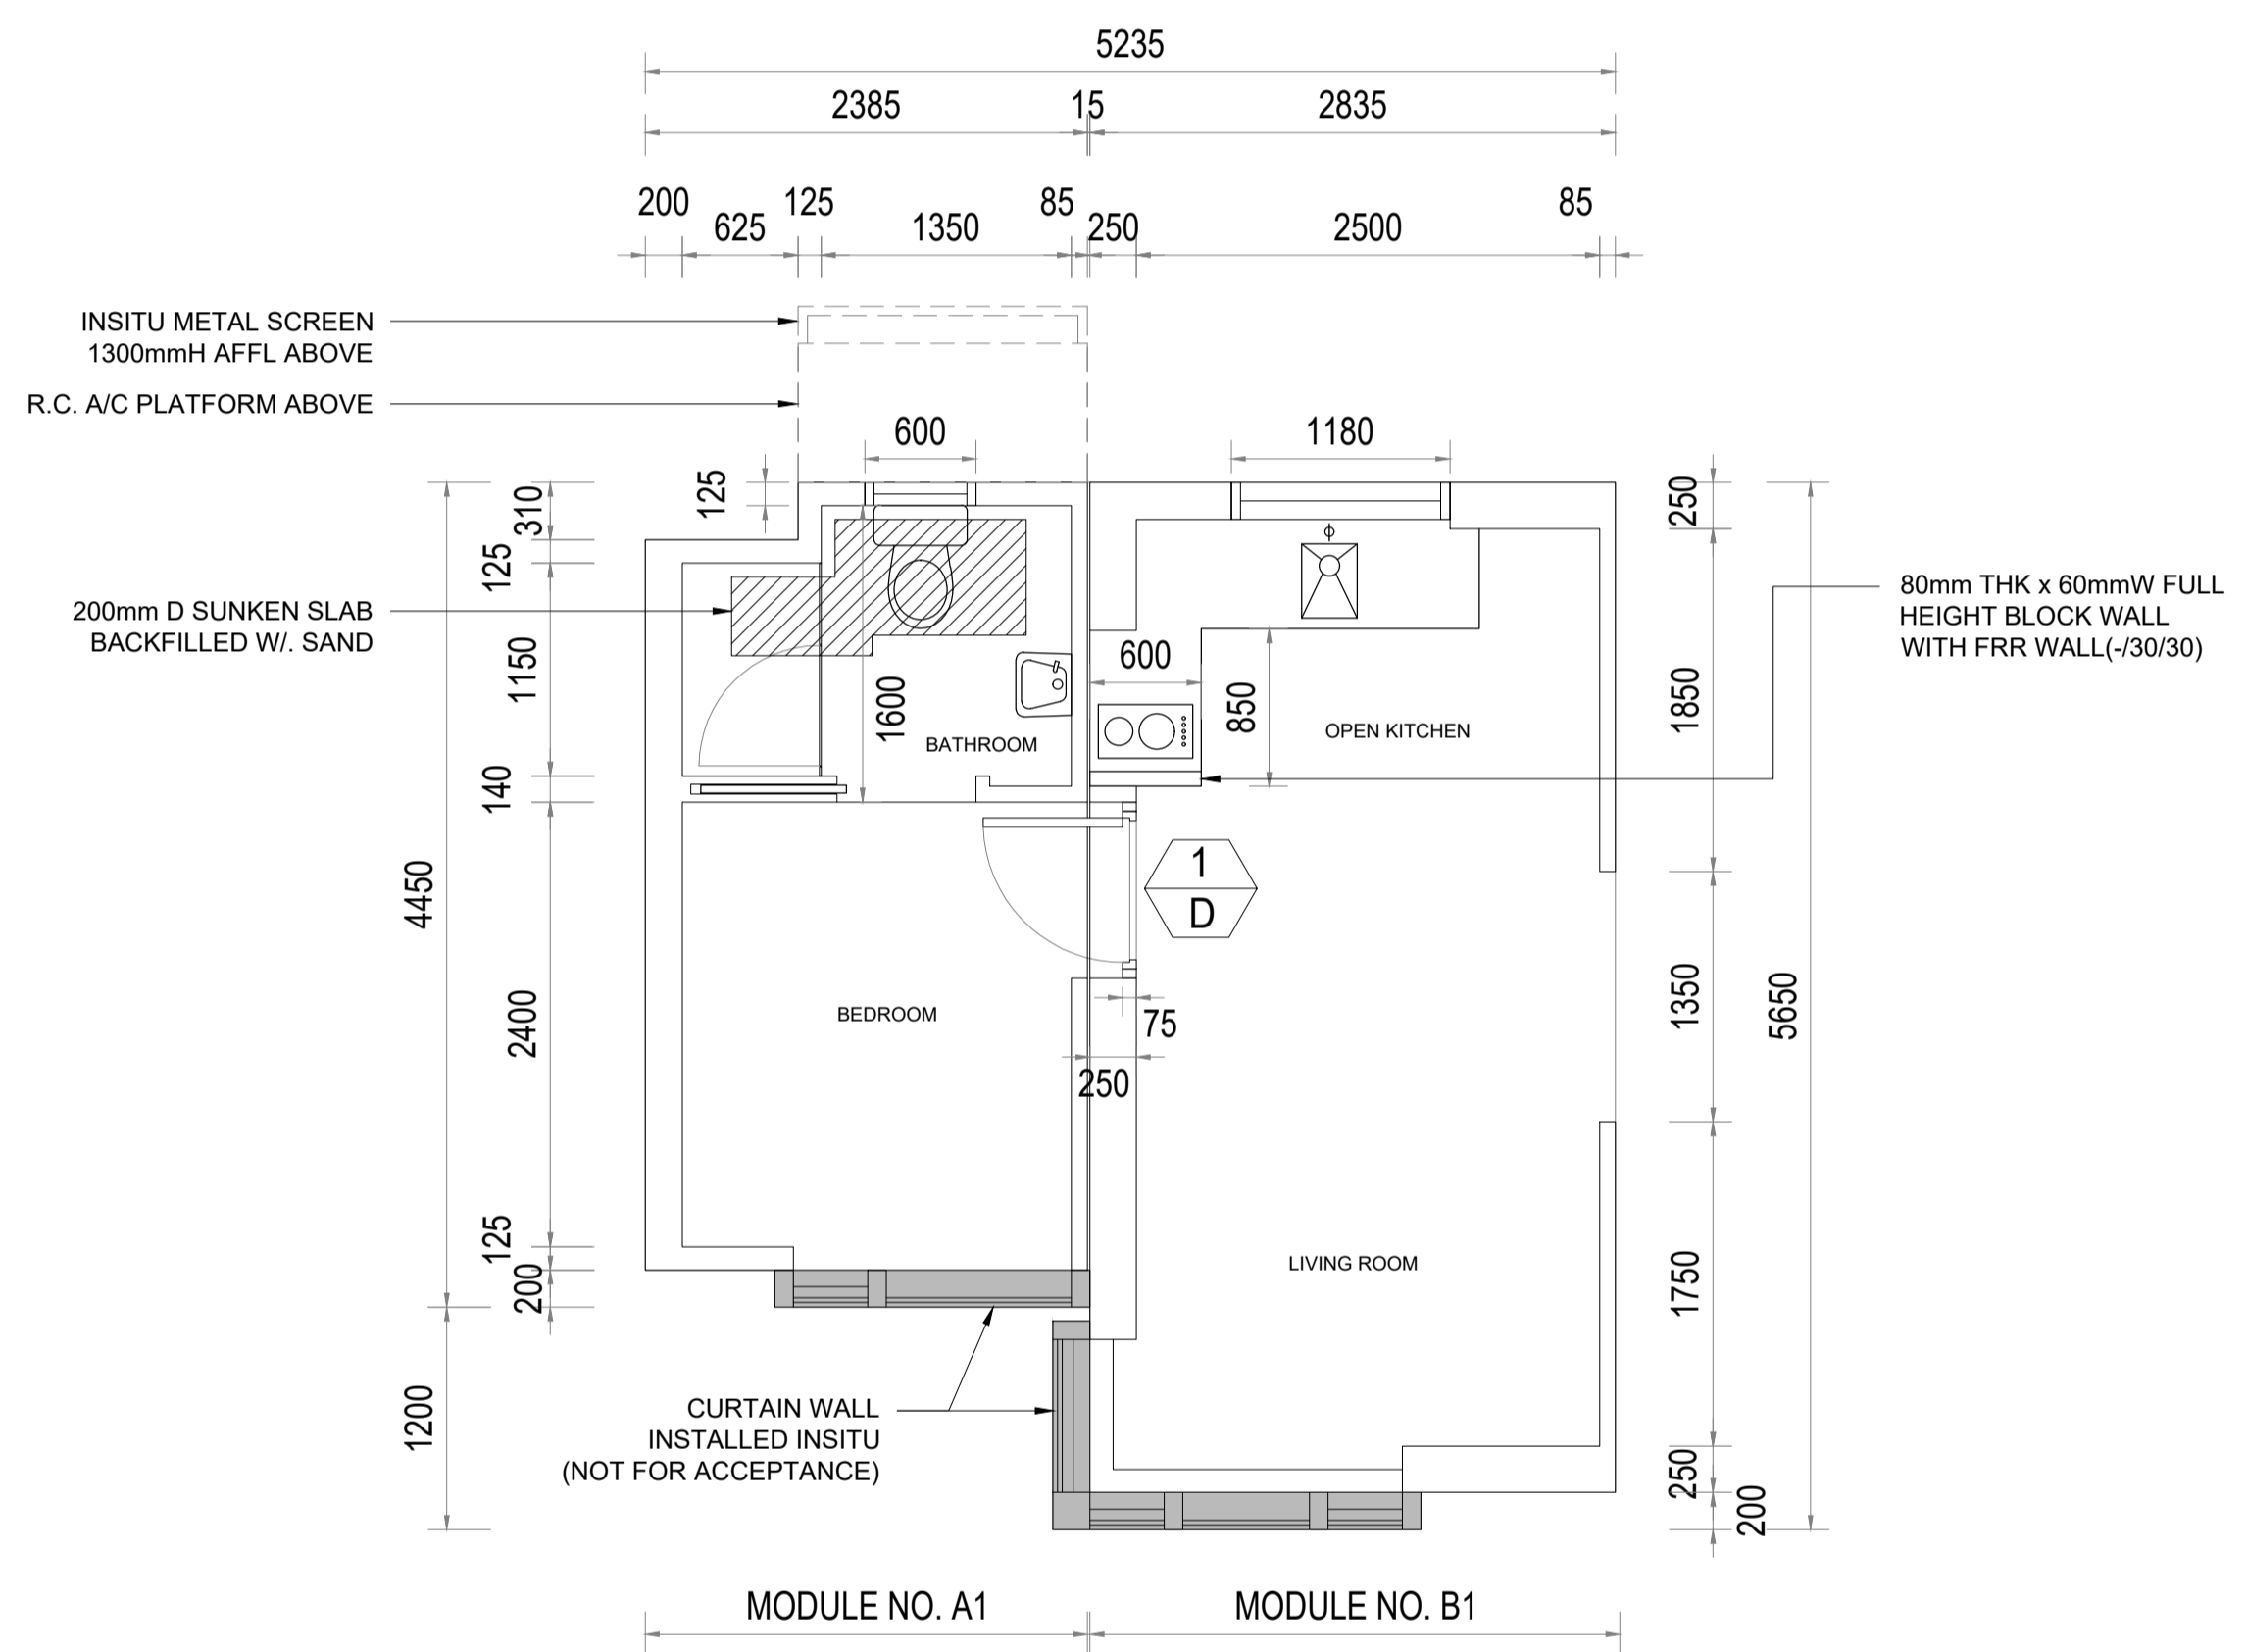 5235
2385 15 2835
200 125 85 85
625 1350 250 2500
INSITU METAL SCREEN
1300mmH AFFL ABOVE
R.C. A/C PLATFORM ABOVE
600 1180
125
310
250
125
200mm D SUNKEN SLAB
BACKFILLED W/. SAND
80mm THK x 60mmW FULL
HEIGHT BLOCK WALL
WITH FRR WALL(-/30/30)
1150
600
1600
850
1850
BATHROOM
OPEN KITCHEN
140
1
D
4450
2400
BEDROOM
75
250
1350
5650
125
200
LIVING ROOM
1750
CURTAIN WALL
INSTALLED INSITU
(NOT FOR ACCEPTANCE)
1200
250
200
MODULE NO. A1 MODULE NO. B1